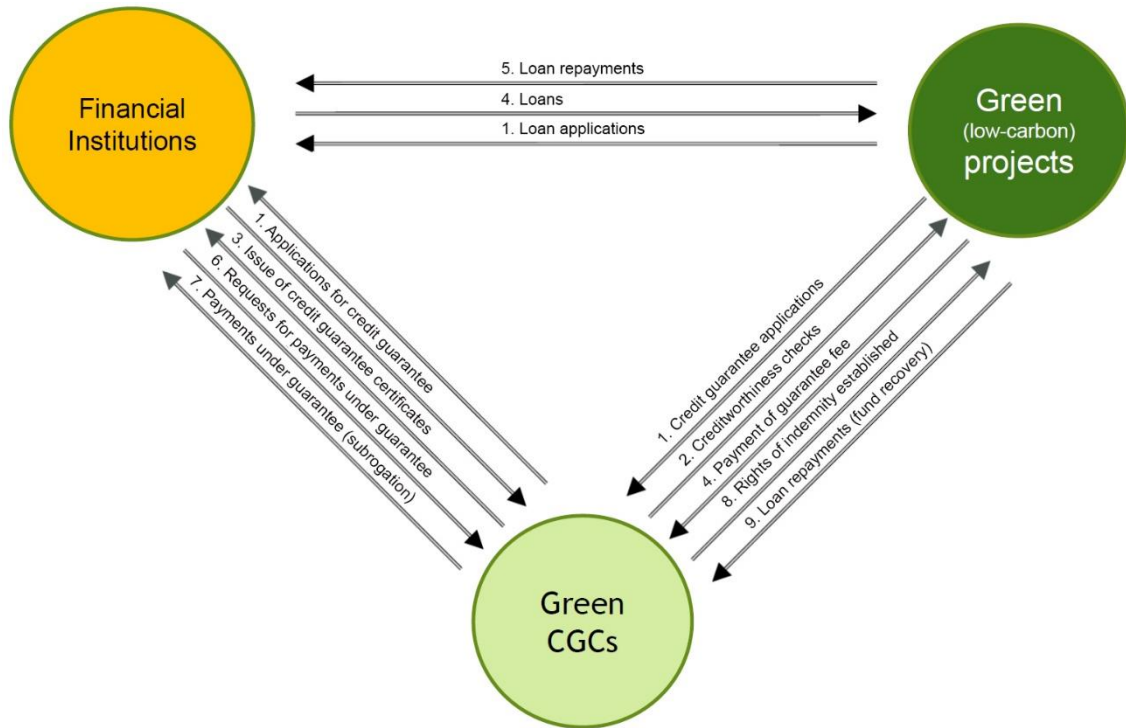 5. Loan repayments
4. Loans
1. Loan applications
Financial
Institutions
Green
(low-carbon)
projects
1. Applications for credit guarantee
3. Issue of credit guarantee certificates
6. Requests for payments under guarantee
7. Payments under guarantee (subrogation)
1. Credit guarantee applications
2. Creditworthiness checks
4. Payment of guarantee fee
8. Rights of indemnity established
9. Loan repayments (fund recovery)
Green
CGCs